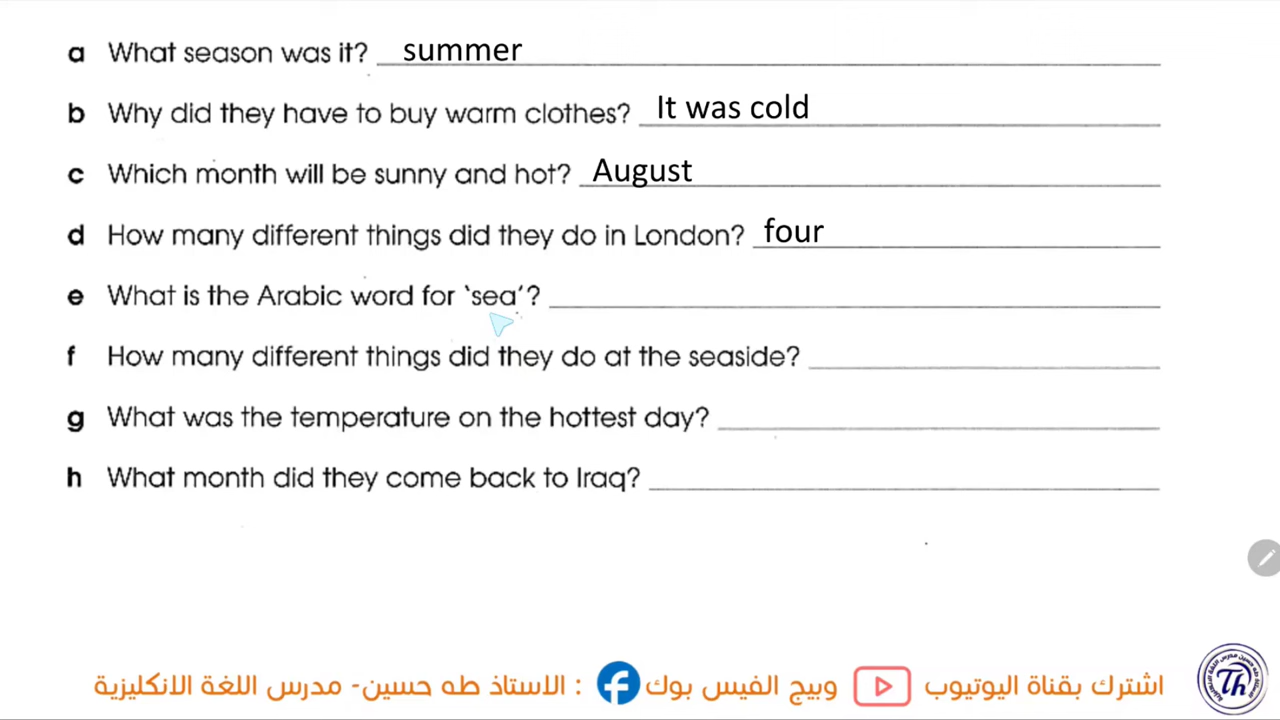 a What season was it? summer
b Why did they have to buy warm clothes? It was cold
c Which month will be sunny and hot? August
d How many different things did they do in London? four
e What is the Arabic word for ‘sea’?
f How many different things did they do at the seaside?
g What was the temperature on the hottest day?
h What month did they come back to Iraq?
اشترك بقناة اليوتيوب وبيج الفيس بوك : الاستاذ طه حسين- مدرس اللغة الانكليزية
Th